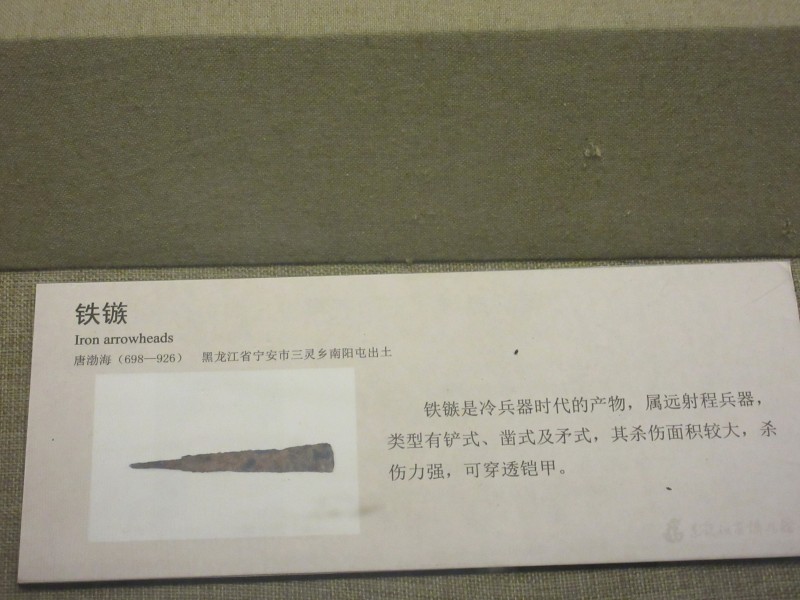 铁镞
Iron arrowheads
唐渤海（698—926） 黑龙江省宁安市三灵乡南阳屯出土
铁镞是冷兵器时代的产物，属远射程兵器，
类型有铲式、凿式及矛式，其杀伤面积较大，杀
伤力强，可穿透铠甲。